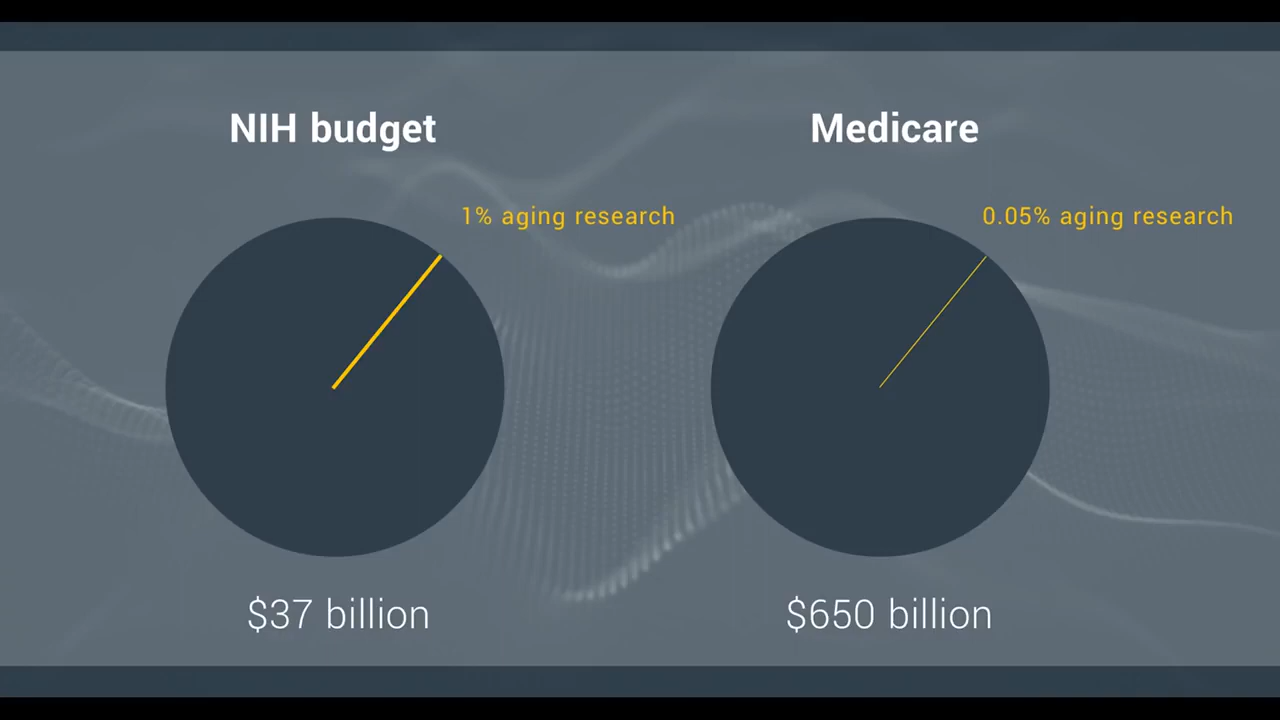 NIH budget
1% aging research
$37 billion
Medicare
0.05% aging research
$650 billion